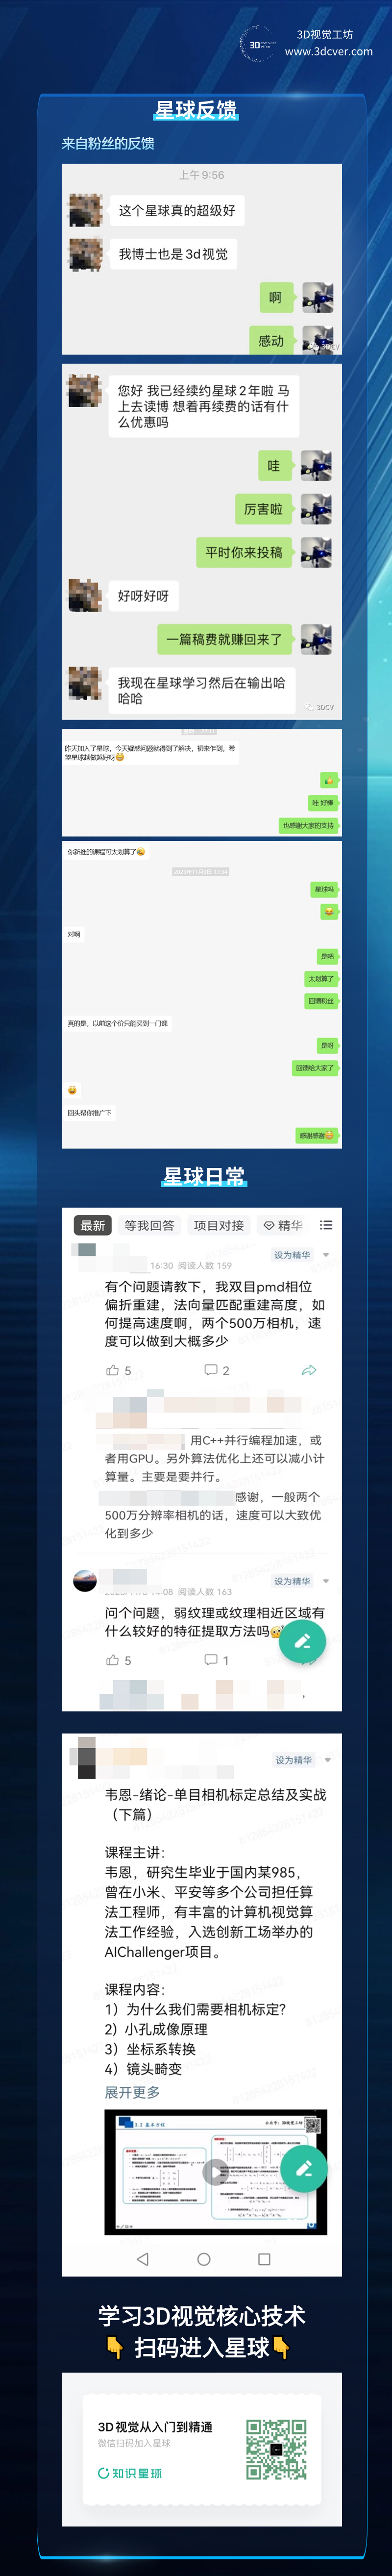 3D视觉工坊
www.3dcver.com
星球反馈
来自粉丝的反馈
上午 9:56
这个星球真的超级好
我博士也是3d视觉
啊
感动
您好 我已经续约星球2年啦 马
上去读博 想着再续费的话有什
么优惠吗
哇
厉害啦
平时你来投稿
好呀好呀
一篇稿费就赚回来了
我现在星球学习然后在输出哈
哈哈
3DCV
昨天加入了星球，今天疑惑问题就得到了解决，初来乍到，希
望星球越做越好呀😊
哇 好棒
也感谢大家的支持
你新推的课程可太划算了
星球吗
对啊
是吧
太划算了
回馈粉丝
真的是，以前这个价只能买到一门课
是呀
回馈给大家了
回头帮你推广下
感谢感谢
星球日常
最新
等我回答
项目对接
精华
设为精华
16:30 阅读人数 159
有个问题请教下，我双目pmd相位
偏折重建，法向量匹配重建高度，如
何提高速度啊，两个500万相机，速
度可以做到大概多少
5
2
用C++并行编程加速，或
者用GPU。另外算法优化上还可以减小计
算量。主要是要并行。
感谢，一般两个
500万分辨率相机的话，速度可以大致优
化到多少
设为精华
阅读人数 163
问个问题，弱纹理或纹理相近区域有
什么较好的特征提取方法吗
5
1
设为精华
韦恩-绪论-单目相机标定总结及实战
（下篇）
课程主讲：
韦恩，研究生毕业于国内某985，
曾在小米、平安等多个公司担任算
法工程师，有丰富的计算机视觉算
法工作经验，入选创新工场举办的
AIChallenger项目。
课程内容：
1）为什么我们需要相机标定?
2）小孔成像原理
3）坐标系转换
4）镜头畸变
展开更多
学习3D视觉核心技术
👇 扫码进入星球👇
3D视觉从入门到精通
微信扫码加入星球
知识星球